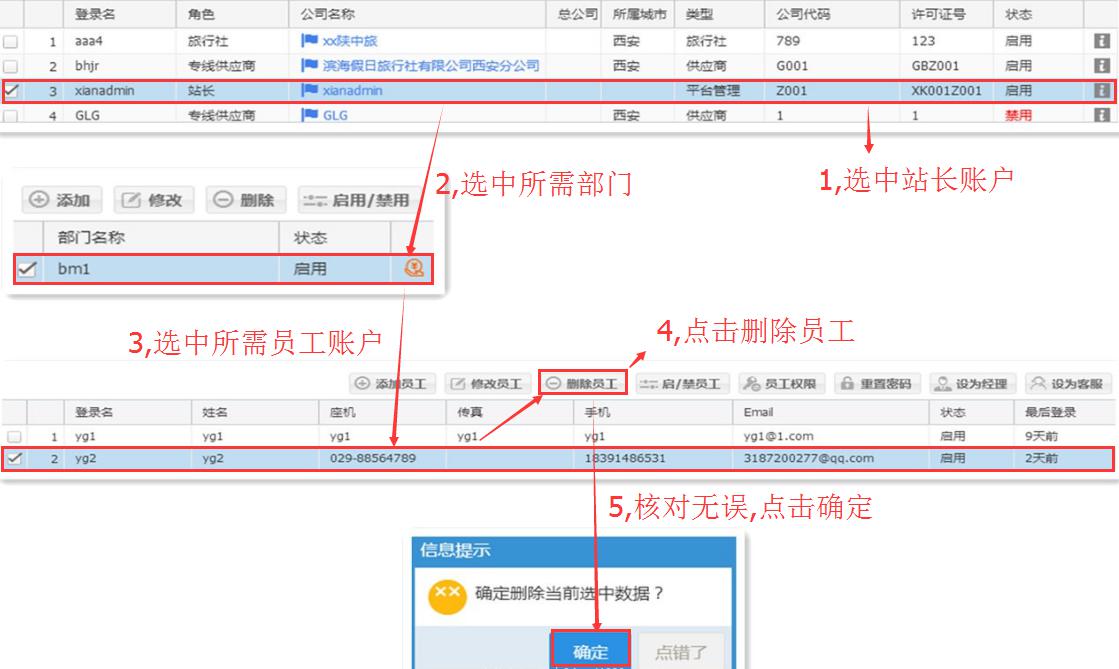 登录名 角色 公司名称 总公司 所属城市 类型 公司代码 许可证号 状态
1 aaa4 旅行社 xx陕中旅 西安 旅行社 789 123 启用
2 bhjr 专线供应商 滨海假日旅行社有限公司西安分公司 西安 供应商 G001 GBZ001 启用
3 xianadmin 站长 xianadmin 平台管理 Z001 XK001Z001 启用
4 GLG 专线供应商 GLG 西安 供应商 1 1 禁用
2,选中所需部门
1,选中站长账户
添加 修改 删除 启用/禁用
部门名称 状态
bm1 启用
3,选中所需员工账户
4,点击删除员工
添加员工 修改员工 删除员工 启/禁员工 员工权限 重置密码 设为经理 设为客服
登录名 姓名 座机 传真 手机 Email 状态 最后登录
1 yg1 yg1 yg1 yg1 yg1 yg1@1.com 启用 9天前
2 yg2 yg2 029-88564789 18391486531 3187200277@qq.com 启用 2天前
5,核对无误,点击确定
信息提示
确定删除当前选中数据？
确定 点错了